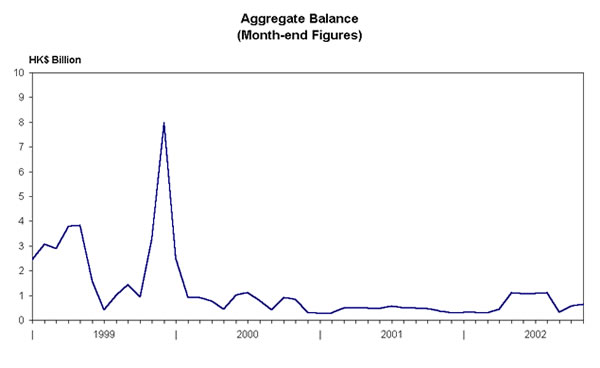 Aggregate Balance
(Month-end Figures)
HK$ Billion
10
9
8
7
6
5
4
3
2
1
0
1999 2000 2001 2002